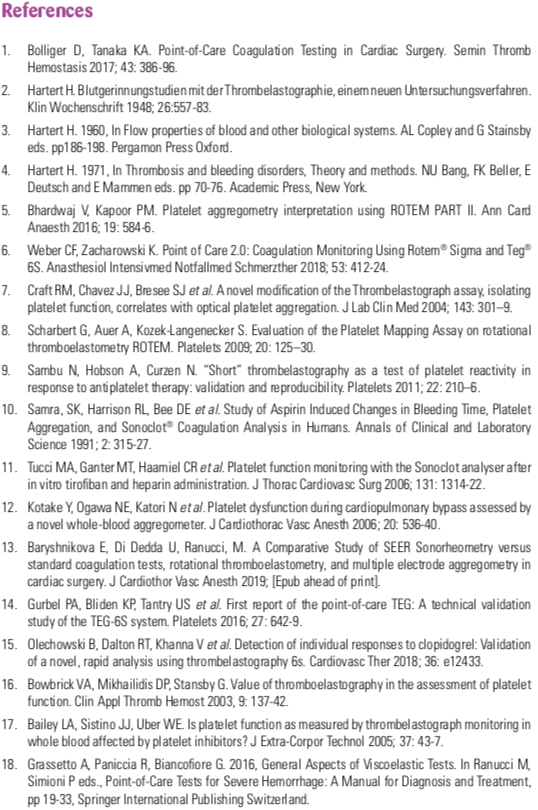 References
1. Bolliger D, Tanaka KA. Point-of-Care Coagulation Testing in Cardiac Surgery. Semin Thromb
Hemostasis 2017; 43: 386-96.
2. Hartert H. Blutgerinnungstudien mit der Thrombelastographie, einem neuen Untersuchungsverfahren.
Klin Wochenschrift 1948; 26:557-83.
3. Hartert H. 1960, In Flow properties of blood and other biological systems. AL Copley and G Stainsby
eds. pp186-198. Pergamon Press Oxford.
4. Hartert H. 1971, In Thrombosis and bleeding disorders, Theory and methods. NU Bang, FK Beller, E
Deutsch and E Mammen eds. pp 70-76. Academic Press, New York.
5. Bhardwaj V, Kapoor PM. Platelet aggregometry interpretation using ROTEM PART II. Ann Card
Anaesth 2016; 19: 584-6.
6. Weber CF, Zacharowski K. Point of Care 2.0: Coagulation Monitoring Using Rotem® Sigma and Teg®
6S. Anasthesiol Intensivmed Notfallmed Schmerzther 2018; 53: 412-24.
7. Craft RM, Chavez JJ, Bresee SJ et al. A novel modification of the Thrombelastograph assay, isolating
platelet function, correlates with optical platelet aggregation. J Lab Clin Med 2004; 143: 301–9.
8. Scharbert G, Auer A, Kozek-Langenecker S. Evaluation of the Platelet Mapping Assay on rotational
thromboelastometry ROTEM. Platelets 2009; 20: 125–30.
9. Sambu N, Hobson A, Curzen N. “Short” thrombelastography as a test of platelet reactivity in
response to antiplatelet therapy: validation and reproducibility. Platelets 2011; 22: 210–6.
10. Samra, SK, Harrison RL, Bee DE et al. Study of Aspirin Induced Changes in Bleeding Time, Platelet
Aggregation, and Sonoclot® Coagulation Analysis in Humans. Annals of Clinical and Laboratory
Science 1991; 2: 315-27.
11. Tucci MA, Ganter MT, Haamiel CR et al. Platelet function monitoring with the Sonoclot analyser after
in vitro tirofiban and heparin administration. J Thorac Cardiovasc Surg 2006; 131: 1314-22.
12. Kotake Y, Ogawa NE, Katori N et al. Platelet dysfunction during cardiopulmonary bypass assessed by
a novel whole-blood aggregometer. J Cardiothorac Vasc Anesth 2006; 20: 536-40.
13. Baryshnikova E, Di Dedda U, Ranucci, M. A Comparative Study of SEER Sonorheometry versus
standard coagulation tests, rotational thromboelastometry, and multiple electrode aggregometry in
cardiac surgery. J Cardiothor Vasc Anesth 2019; [Epub ahead of print].
14. Gurbel PA, Bliden KP, Tantry US et al. First report of the point-of-care TEG: A technical validation
study of the TEG-6S system. Platelets 2016; 27: 642-9.
15. Olechowski B, Dalton RT, Khanna V et al. Detection of individual responses to clopidogrel: Validation
of a novel, rapid analysis using thrombelastography 6s. Cardiovasc Ther 2018; 36: e12433.
16. Bowbrick VA, Mikhailidis DP, Stansby G. Value of thromboelastography in the assessment of platelet
function. Clin Appl Thromb Hemost 2003, 9: 137-42.
17. Bailey LA, Sistino JJ, Uber WE. Is platelet function as measured by thrombelastograph monitoring in
whole blood affected by platelet inhibitors? J Extra-Corpor Technol 2005; 37: 43-7.
18. Grassetto A, Paniccia R, Biancofiore G. 2016, General Aspects of Viscoelastic Tests. In Ranucci M,
Simioni P eds., Point-of-Care Tests for Severe Hemorrhage: A Manual for Diagnosis and Treatment,
pp 19-33, Springer International Publishing Switzerland.